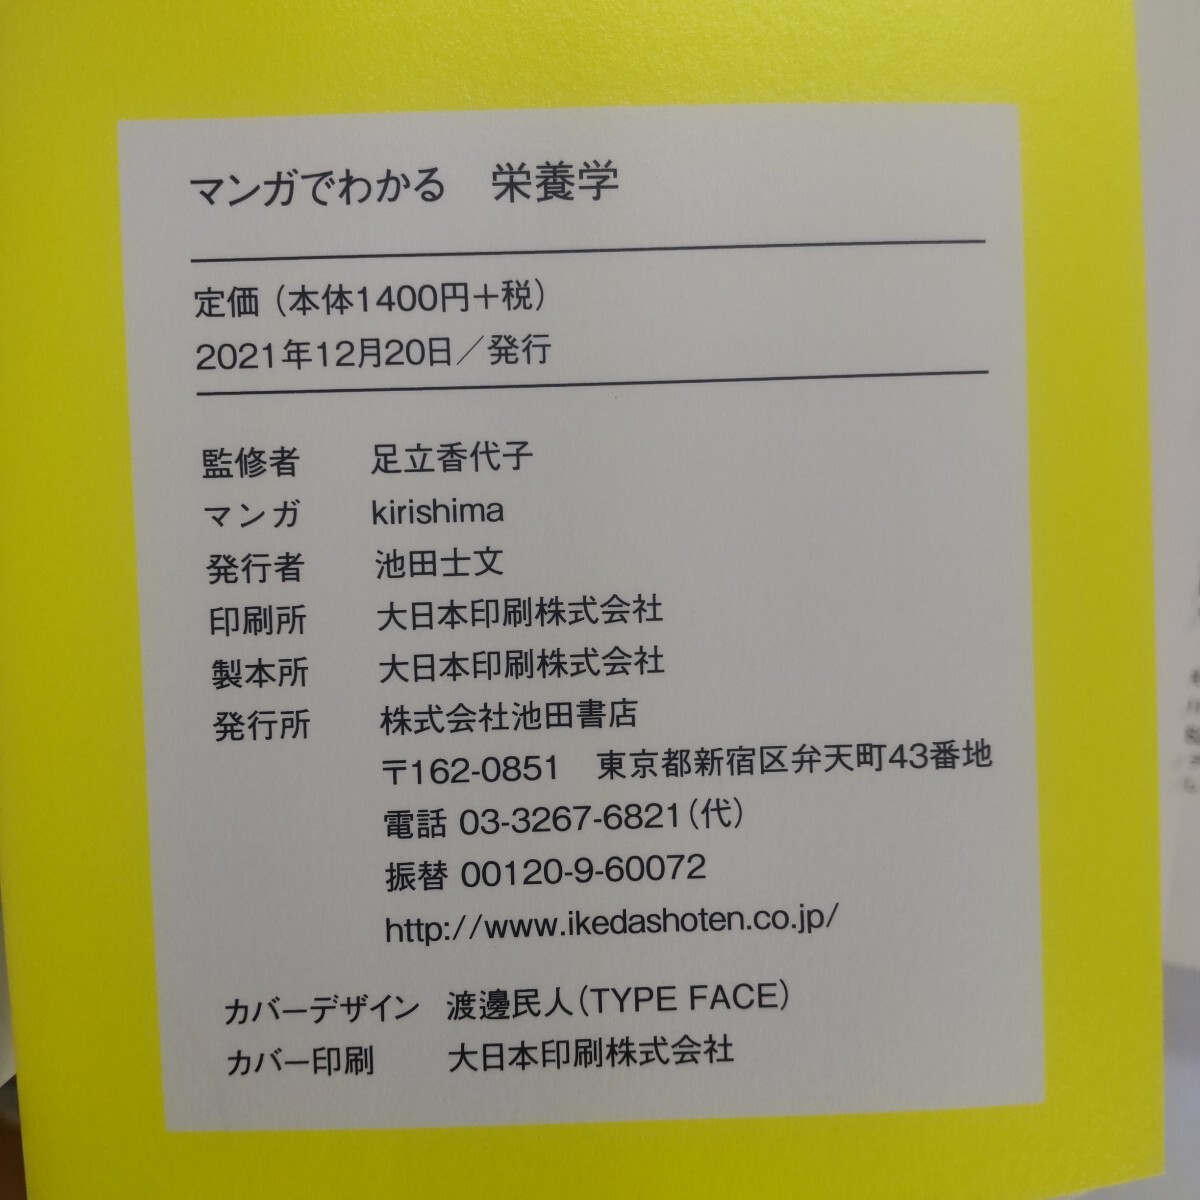 マンガでわかる　栄養学
定価（本体1400円＋税）
2021年12月20日／発行
監修者　足立香代子
マンガ　kirishima
発行者　池田士文
印刷所　大日本印刷株式会社
製本所　大日本印刷株式会社
発行所　株式会社池田書店
〒162-0851　東京都新宿区弁天町43番地
電話 03-3267-6821（代）
振替 00120-9-60072
http://www.ikedashoten.co.jp/
カバーデザイン　渡邊民人（TYPE FACE）
カバー印刷　大日本印刷株式会社